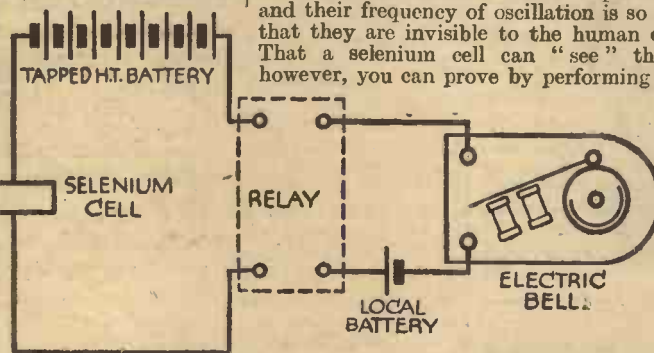 and their frequency of oscillation is so
that they are invisible to the human
That a selenium cell can “see”
however, you can prove by performing
TAPPED H.T. BATTERY
SELENIUM
CELL
RELAY
LOCAL
BATTERY
ELECTRIC
BELL.